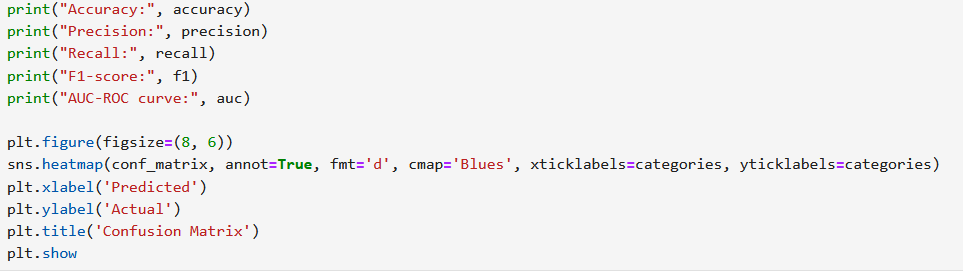 print("Accuracy:", accuracy)
print("Precision:", precision)
print("Recall:", recall)
print("F1-score:", f1)
print("AUC-ROC curve:", auc)

plt.figure(figsize=(8, 6))
sns.heatmap(conf_matrix, annot=True, fmt='d', cmap='Blues', xticklabels=categories, yticklabels=categories)
plt.xlabel('Predicted')
plt.ylabel('Actual')
plt.title('Confusion Matrix')
plt.show